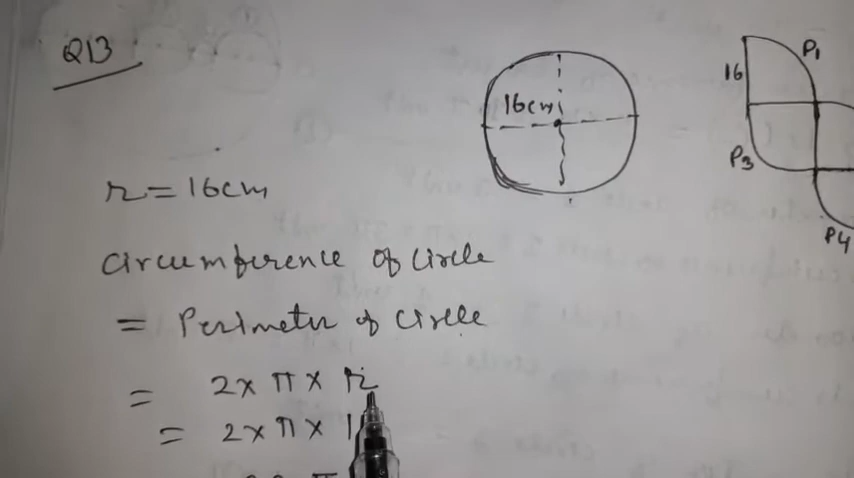 Q13
16cm
16
P1
P3
P4
r = 16cm
circumference of circle
= Perimeter of circle
= 2 × π × r
= 2 × π × 1